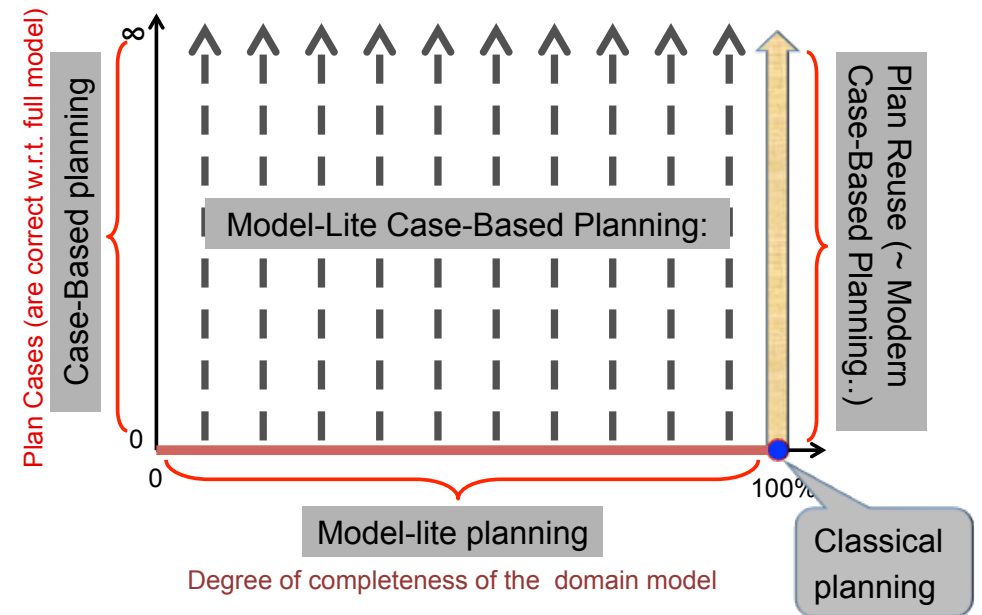 ∞
Plan Cases (are correct w.r.t. full model)
Case-Based planning
Plan Reuse (~ Modern
Case-Based Planning..)
Model-Lite Case-Based Planning:
0
0
100%
Model-lite planning
Classical
planning
Degree of completeness of the domain model